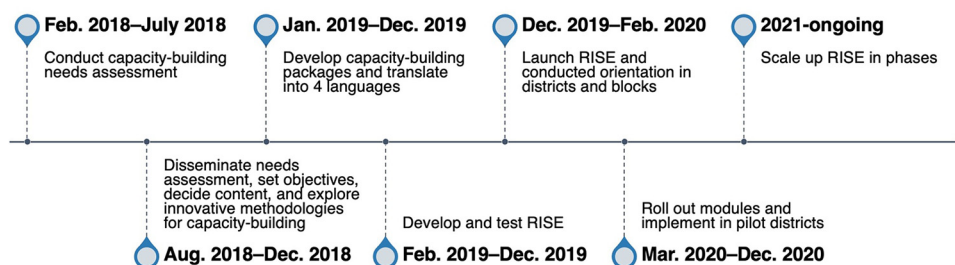 Feb. 2018–July 2018
Conduct capacity-building
needs assessment
Jan. 2019–Dec. 2019
Develop capacity-building
packages and translate
into 4 languages
Dec. 2019–Feb. 2020
Launch RISE and
conducted orientation in
districts and blocks
2021-ongoing
Scale up RISE in phases
Disseminate needs
assessment, set objectives,
decide content, and explore
innovative methodologies
for capacity-building
Aug. 2018–Dec. 2018
Develop and test RISE
Feb. 2019–Dec. 2019
Roll out modules and
implement in pilot districts
Mar. 2020–Dec. 2020